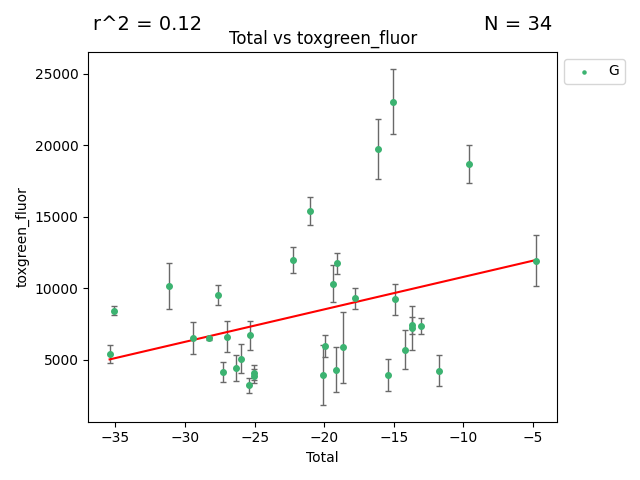 r^2 = 0.12
N = 34
Total vs toxgreen_fluor
G
25000
20000
15000
10000
5000
toxgreen_fluor
−35
−30
−25
−20
−15
−10
−5
Total